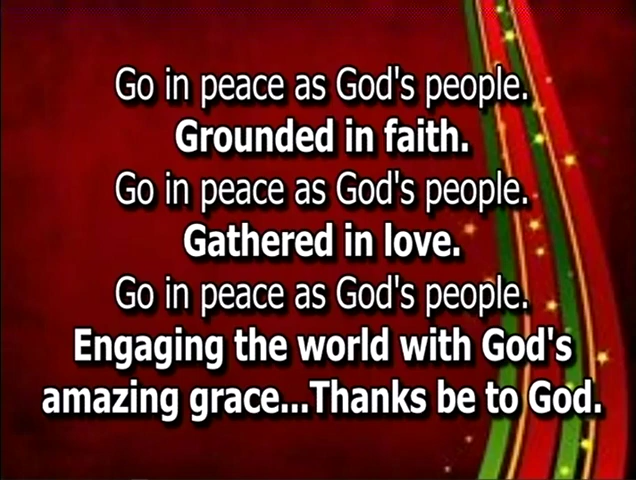 Go in peace as God's people.
Grounded in faith.
Go in peace as God's people.
Gathered in love.
Go in peace as God's people.
Engaging the world with God's
amazing grace...Thanks be to God.